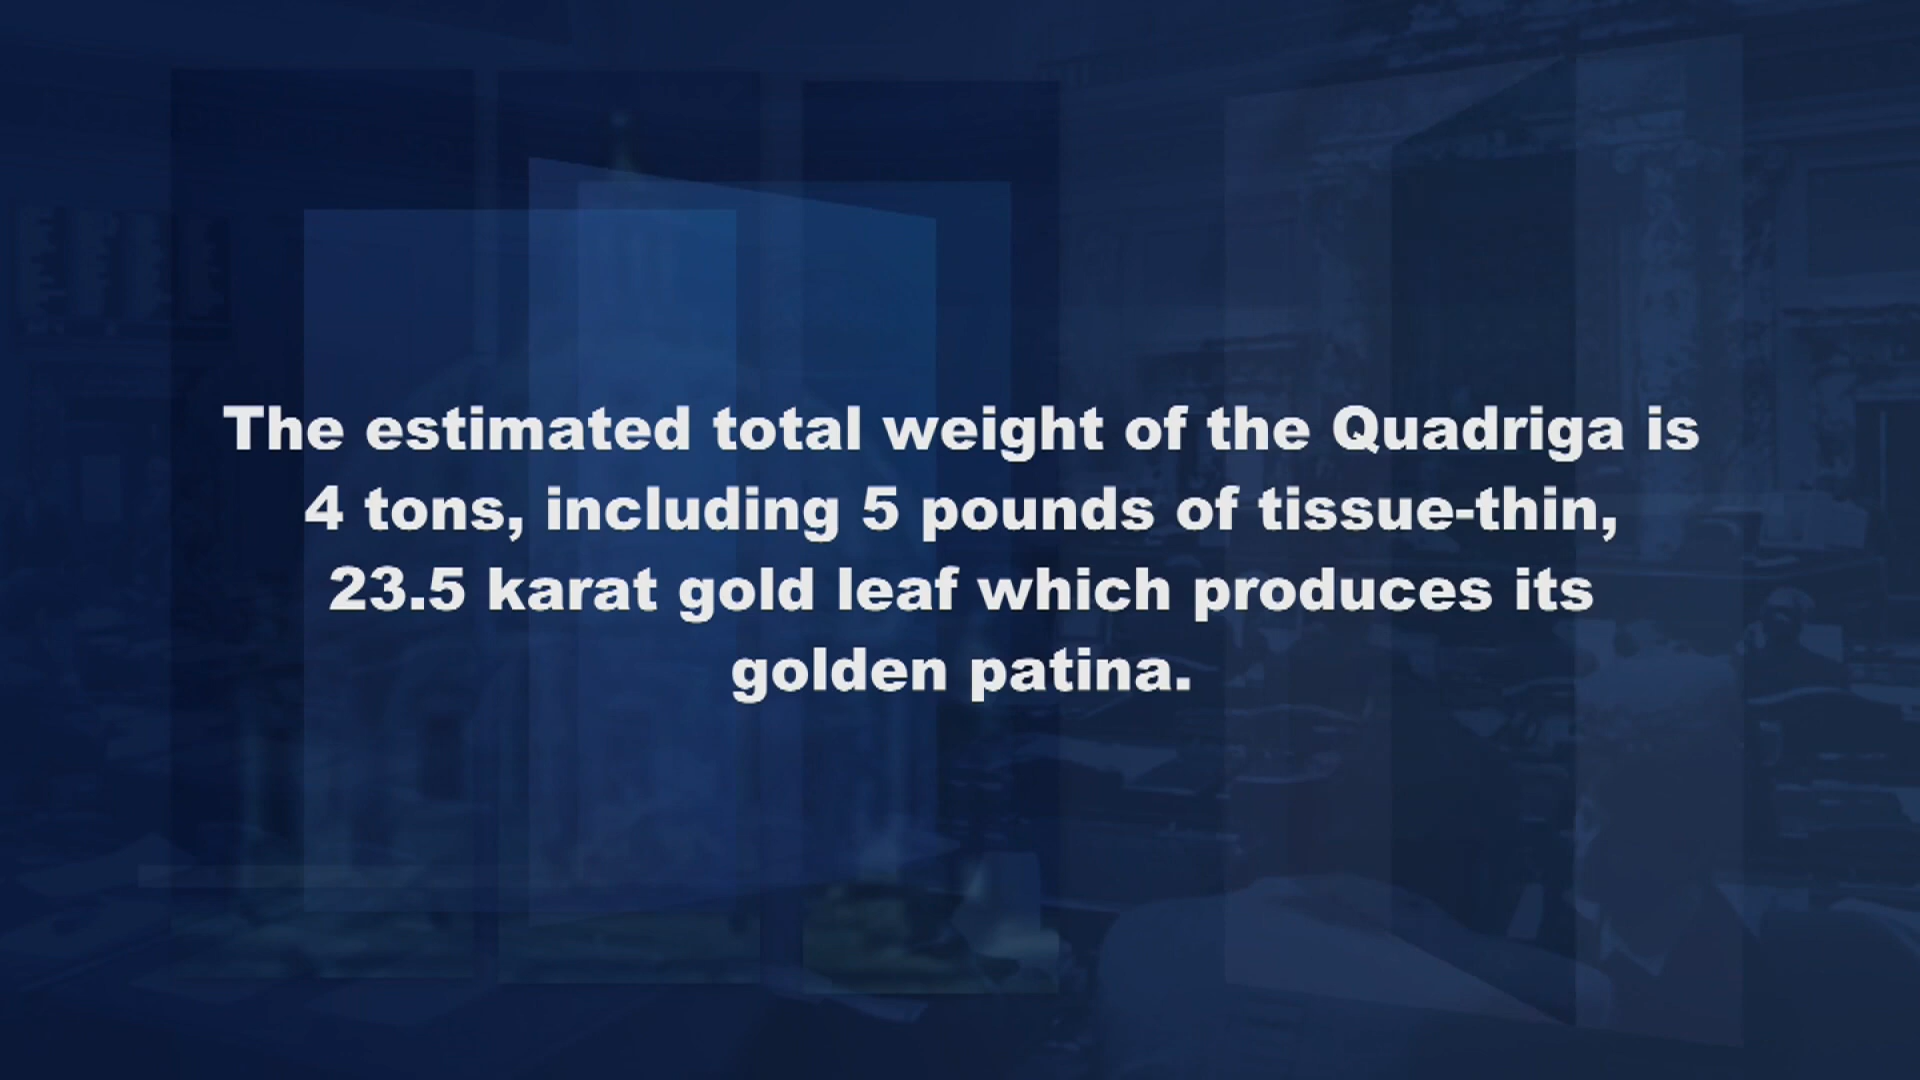 The estimated total weight of the Quadriga is
4 tons, including 5 pounds of tissue-thin,
23.5 karat gold leaf which produces its
golden patina.